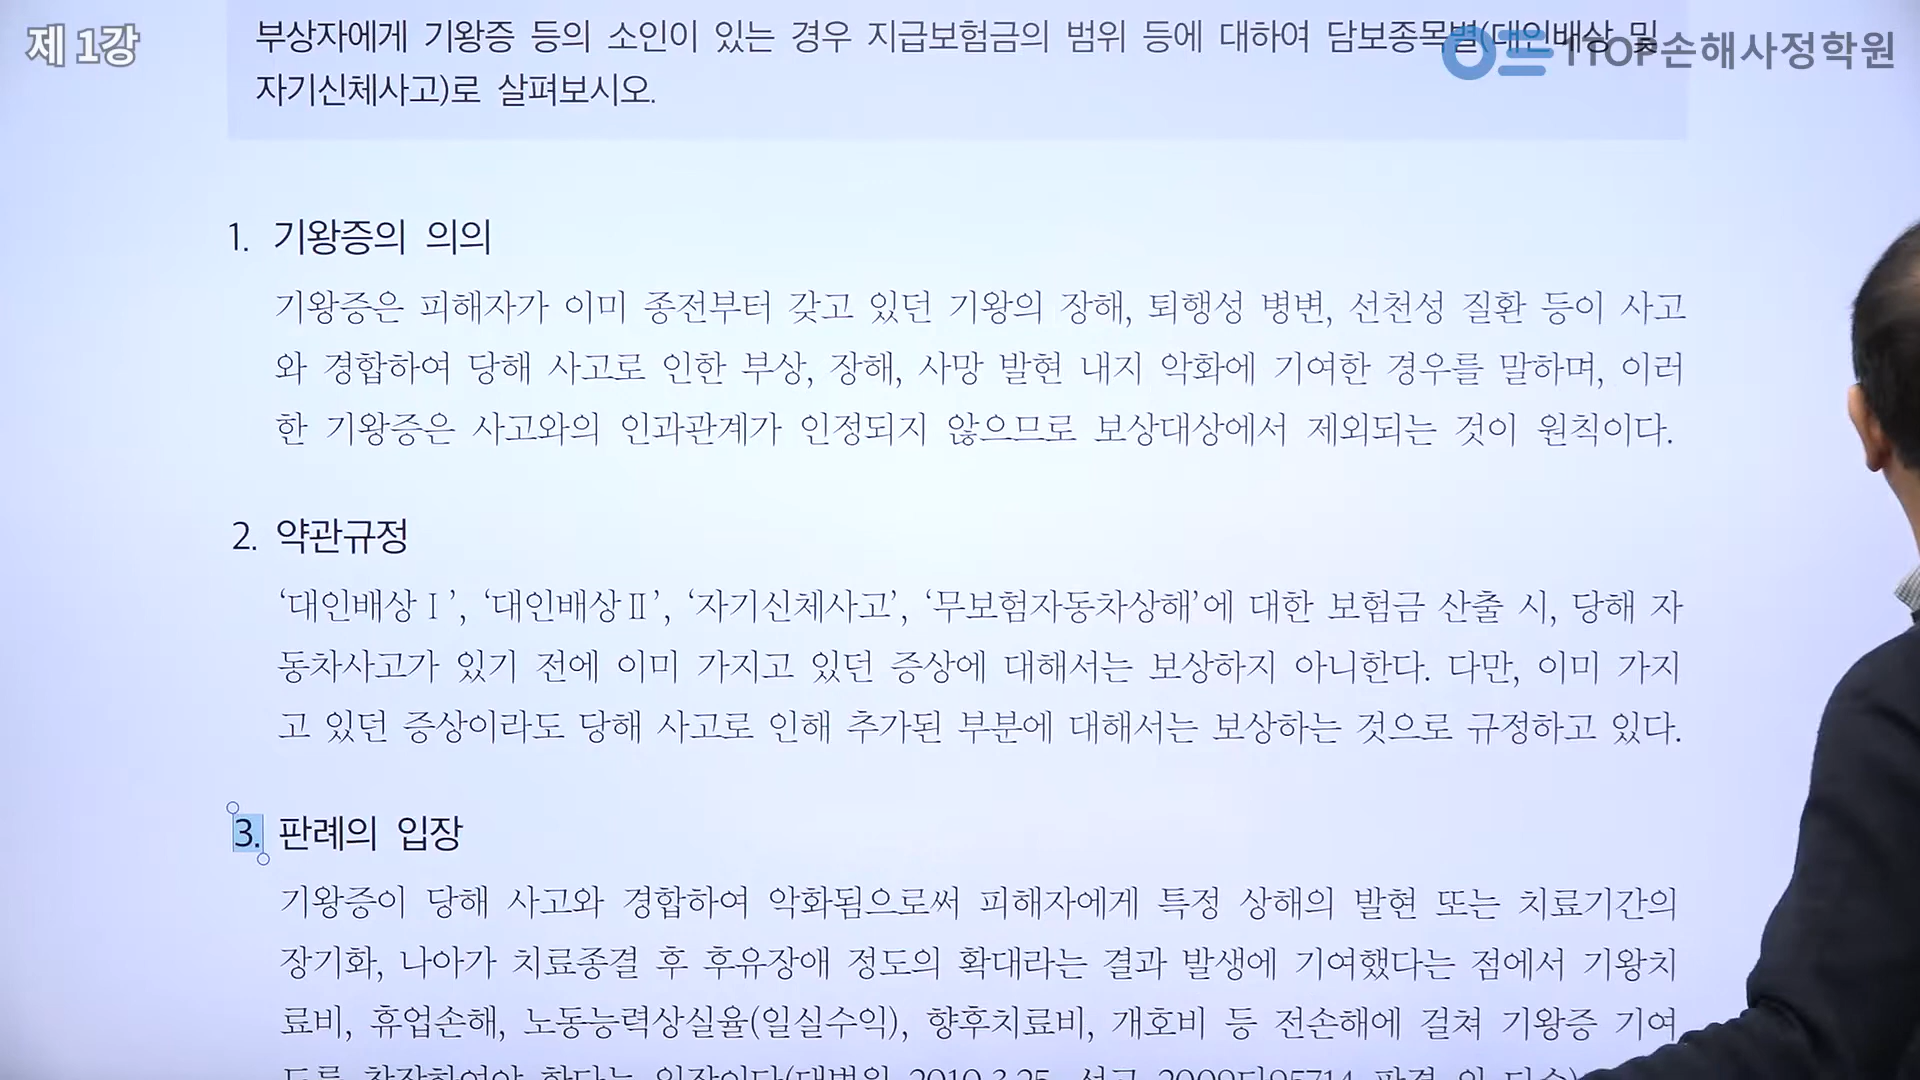 제 1강
부상자에게 기왕증 등의 소인이 있는 경우 지급보험금의 범위 등에 대하여 담보종목별(대인배상 및
자기신체사고)로 살펴보시오.
1TOP손해사정학원
1. 기왕증의 의의
기왕증은 피해자가 이미 종전부터 갖고 있던 기왕의 장해, 퇴행성 병변, 선천성 질환 등이 사고
와 경합하여 당해 사고로 인한 부상, 장해, 사망 발현 내지 악화에 기여한 경우를 말하며, 이러
한 기왕증은 사고와의 인과관계가 인정되지 않으므로 보상대상에서 제외되는 것이 원칙이다.
2. 약관규정
‘대인배상Ⅰ’, ‘대인배상Ⅱ’, ‘자기신체사고’, ‘무보험자동차상해’에 대한 보험금 산출 시, 당해 자
동차사고가 있기 전에 이미 가지고 있던 증상에 대해서는 보상하지 아니한다. 다만, 이미 가지
고 있던 증상이라도 당해 사고로 인해 추가된 부분에 대해서는 보상하는 것으로 규정하고 있다.
3. 판례의 입장
기왕증이 당해 사고와 경합하여 악화됨으로써 피해자에게 특정 상해의 발현 또는 치료기간의
장기화, 나아가 치료종결 후 후유장애 정도의 확대라는 결과 발생에 기여했다는 점에서 기왕치
료비, 휴업손해, 노동능력상실율(일실수익), 향후치료비, 개호비 등 전손해에 걸쳐 기왕증 기여